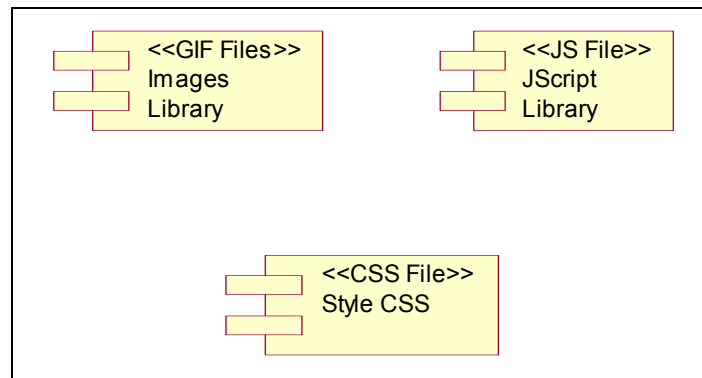 <<GIF Files>>
Images
Library
<<JS File>>
JScript
Library
<<CSS File>>
Style CSS